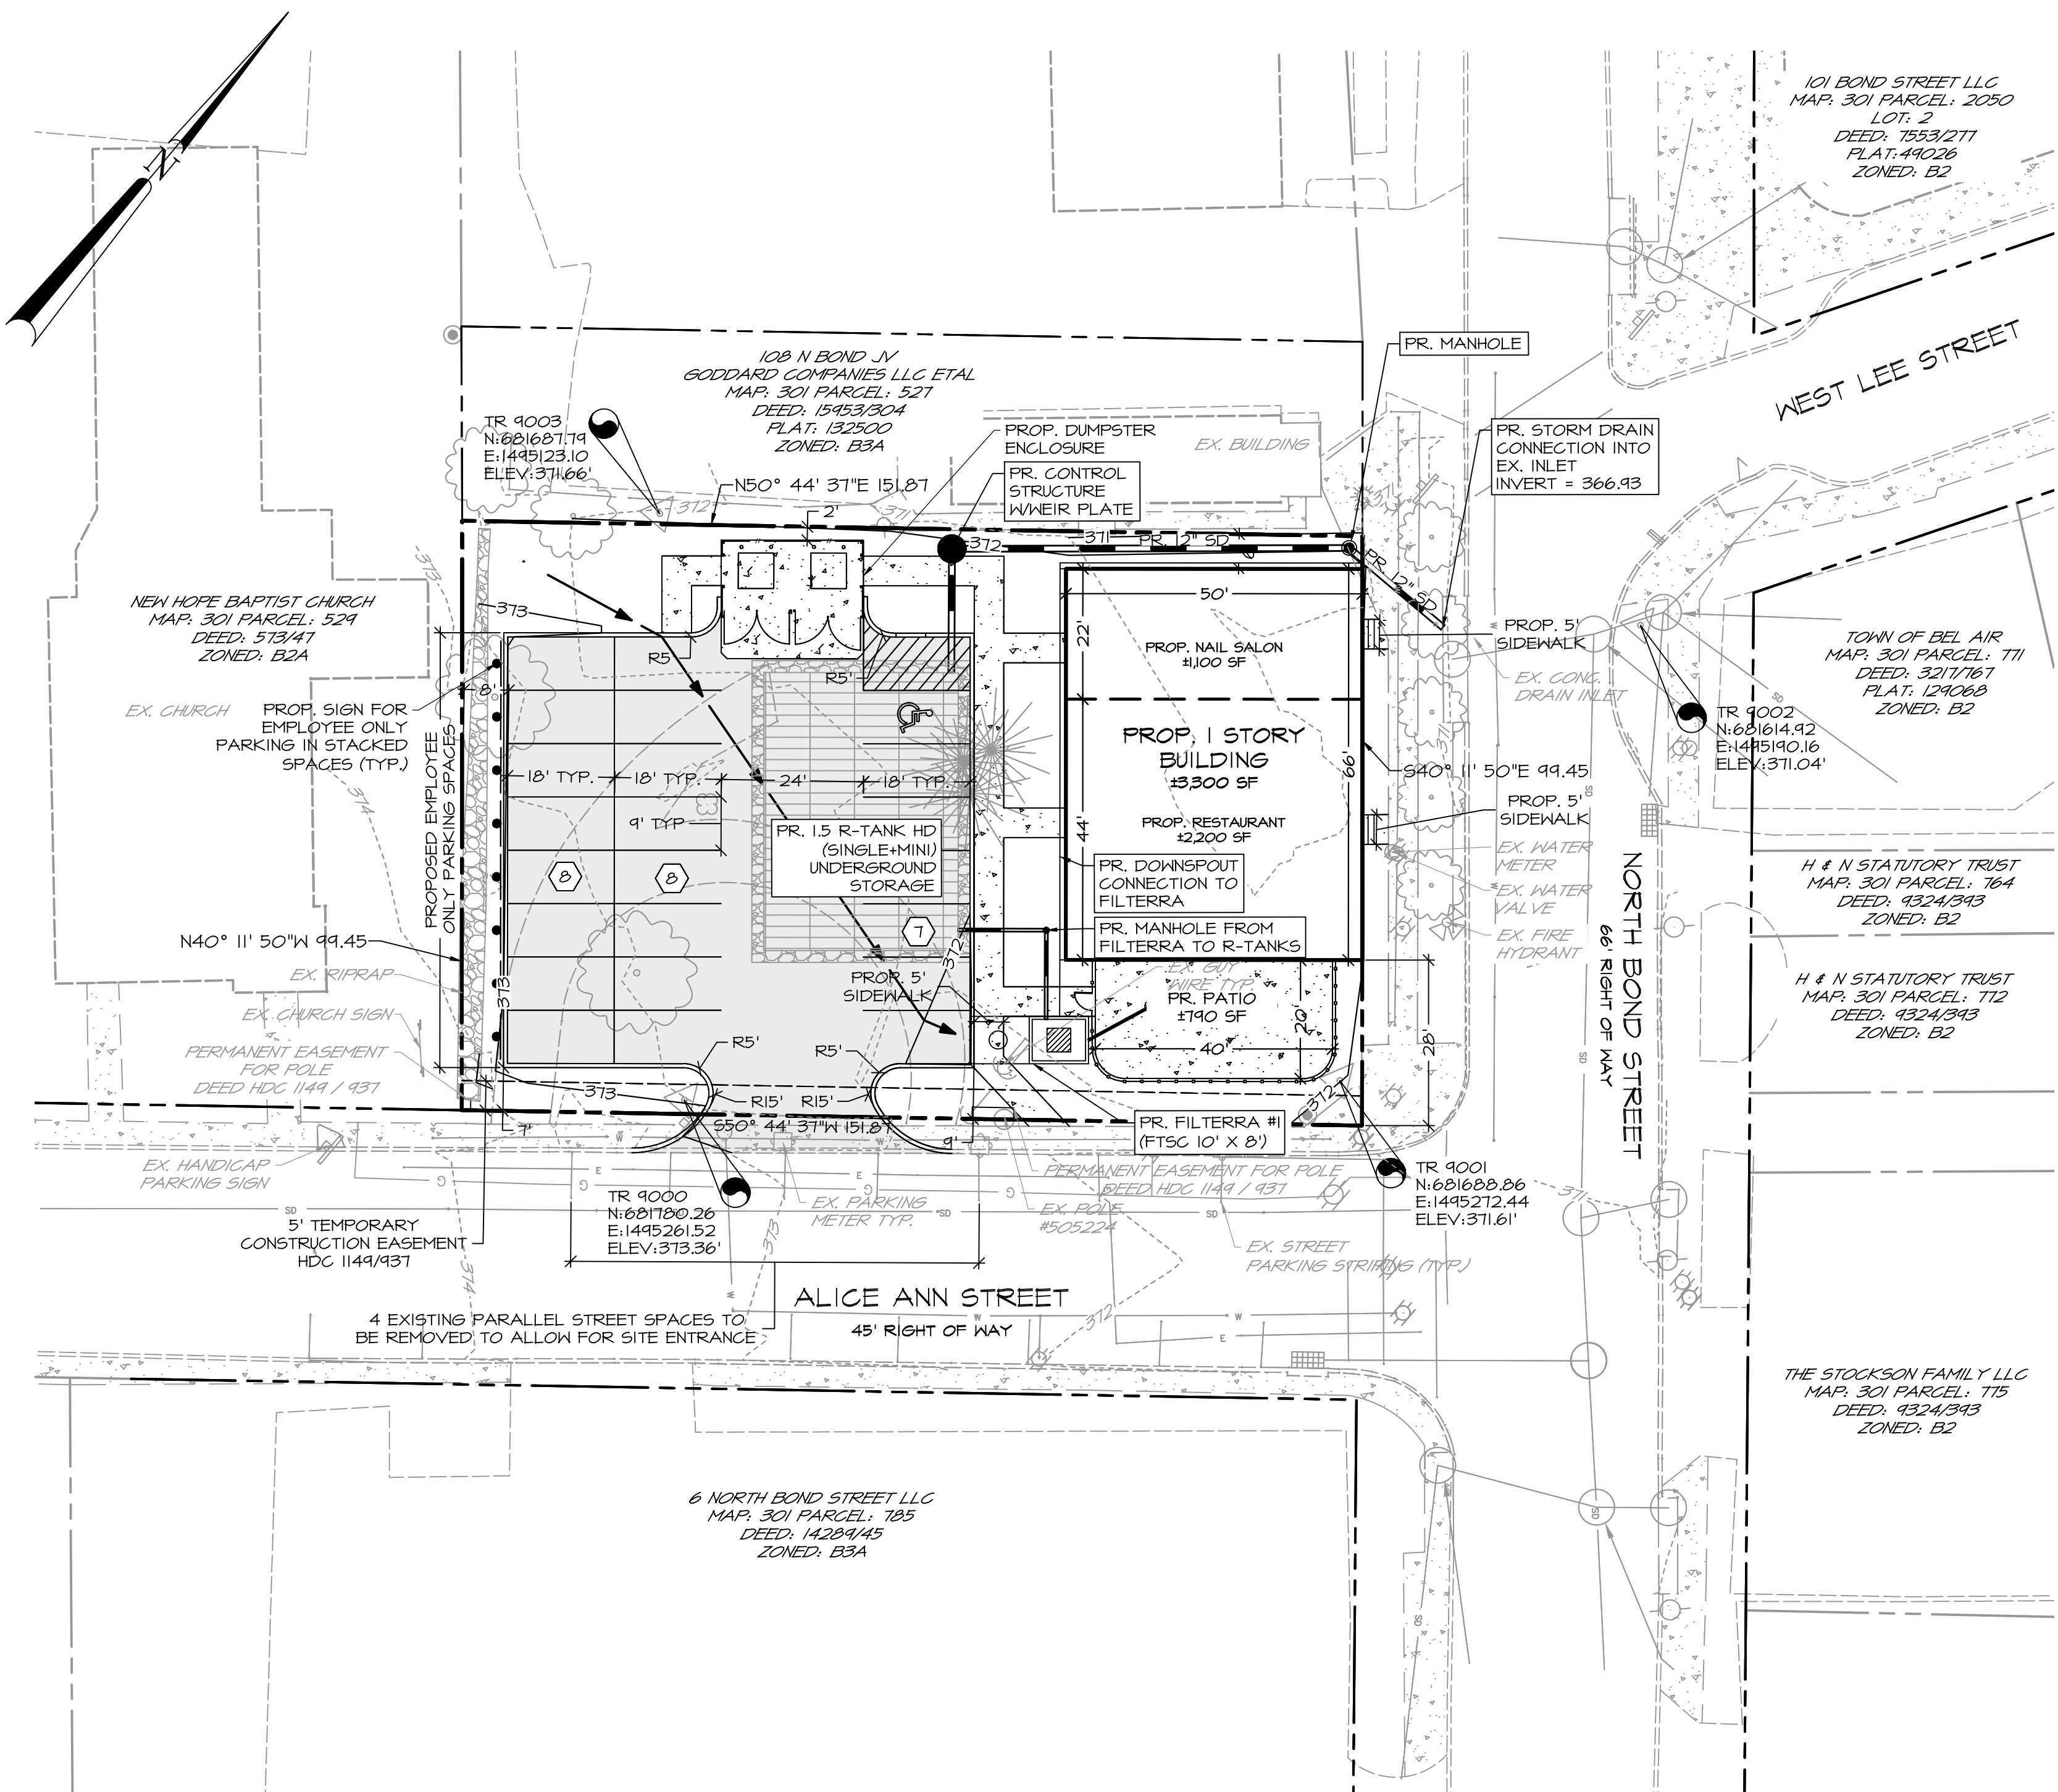 N
101 BOND STREET LLC
MAP: 301 PARCEL: 2050
LOT: 2
DEED: 7553/277
PLAT:49026
ZONED: B2
WEST LEE STREET
PR. MANHOLE
108 N BOND JV
GODDARD COMPANIES LLC ETAL
MAP: 301 PARCEL: 527
DEED: 15953/304
PLAT: 132500
ZONED: B3A
TR 9003
N:681687.79
E:1495123.10
ELEV:371.66'
PROP. DUMPSTER
ENCLOSURE
EX. BUILDING
PR. STORM DRAIN
CONNECTION INTO
EX. INLET
INVERT = 366.93
PR. CONTROL
STRUCTURE
W/WEIR PLATE
N50° 44' 37"E 151.87
372
371
2'
372
371
PR. 12" SD
6'
PR. 12" SD
373
373
NEW HOPE BAPTIST CHURCH
MAP: 301 PARCEL: 529
DEED: 573/47
ZONED: B2A
50'
22'
PROP. NAIL SALON
±1,100 SF
PROP. 5'
SIDEWALK
TOWN OF BEL AIR
MAP: 301 PARCEL: 771
DEED: 3217/767
PLAT: 129068
ZONED: B2
R5'
R5'
8'
EX. CHURCH
PROP. SIGN FOR
EMPLOYEE ONLY
PARKING IN STACKED
SPACES (TYP.)
PROPOSED EMPLOYEE
ONLY PARKING SPACES
EX. CONC.
DRAIN INLET
SD
TR 9002
N:681614.92
E:1495190.16
ELEV:371.04'
PROP. 1 STORY
BUILDING
±3,300 SF
66'
S40° 11' 50"E 99.45
371
18' TYP.
18' TYP.
24'
18' TYP.
374
9' TYP
PR. 1.5 R-TANK HD
(SINGLE+MINI)
UNDERGROUND
STORAGE
44'
PROP. RESTAURANT
±2,200 SF
PROP. 5'
SIDEWALK
SD
EX. WATER
METER
EX. WATER
VALVE
EX. FIRE
HYDRANT
8
8
7
PR. DOWNSPOUT
CONNECTION TO
FILTERRA
PR. MANHOLE FROM
FILTERRA TO R-TANKS
H & N STATUTORY TRUST
MAP: 301 PARCEL: 764
DEED: 9324/393
ZONED: B2
NORTH BOND STREET
66' RIGHT OF WAY
N40° 11' 50"W 99.45
EX. RIPRAP
372
373
PROP. 5'
SIDEWALK
EX. GUY
WIRE TYP.
PR. PATIO
±790 SF
20'
40'
28'
H & N STATUTORY TRUST
MAP: 301 PARCEL: 772
DEED: 9324/393
ZONED: B2
EX. CHURCH SIGN
PERMANENT EASEMENT
FOR POLE
DEED HDC 1149 / 937
R5'
R5'
SD
373
R15'
R15'
372
7'
S50° 44' 37"W 151.87
9'
PR. FILTERRA #1
(FTSC 10' X 8')
EX. HANDICAP
PARKING SIGN
E
E
G
G
G
PERMANENT EASEMENT FOR POLE
DEED HDC 1149 / 937
TR 9001
N:681688.86
E:1495272.44
ELEV:371.61'
371
TR 9000
N:681780.26
E:1495261.52
ELEV:373.36'
EX. PARKING
METER TYP.
SD
SD
SD
EX. POLE
#505224
5' TEMPORARY
CONSTRUCTION EASEMENT
HDC 1149/937
374
373
EX. STREET
PARKING STRIPING (TYP.)
W
ALICE ANN STREET
45' RIGHT OF WAY
W
W
E
372
4 EXISTING PARALLEL STREET SPACES TO
BE REMOVED TO ALLOW FOR SITE ENTRANCE
THE STOCKSON FAMILY LLC
MAP: 301 PARCEL: 775
DEED: 9324/393
ZONED: B2
6 NORTH BOND STREET LLC
MAP: 301 PARCEL: 785
DEED: 14289/45
ZONED: B3A
SD
SD